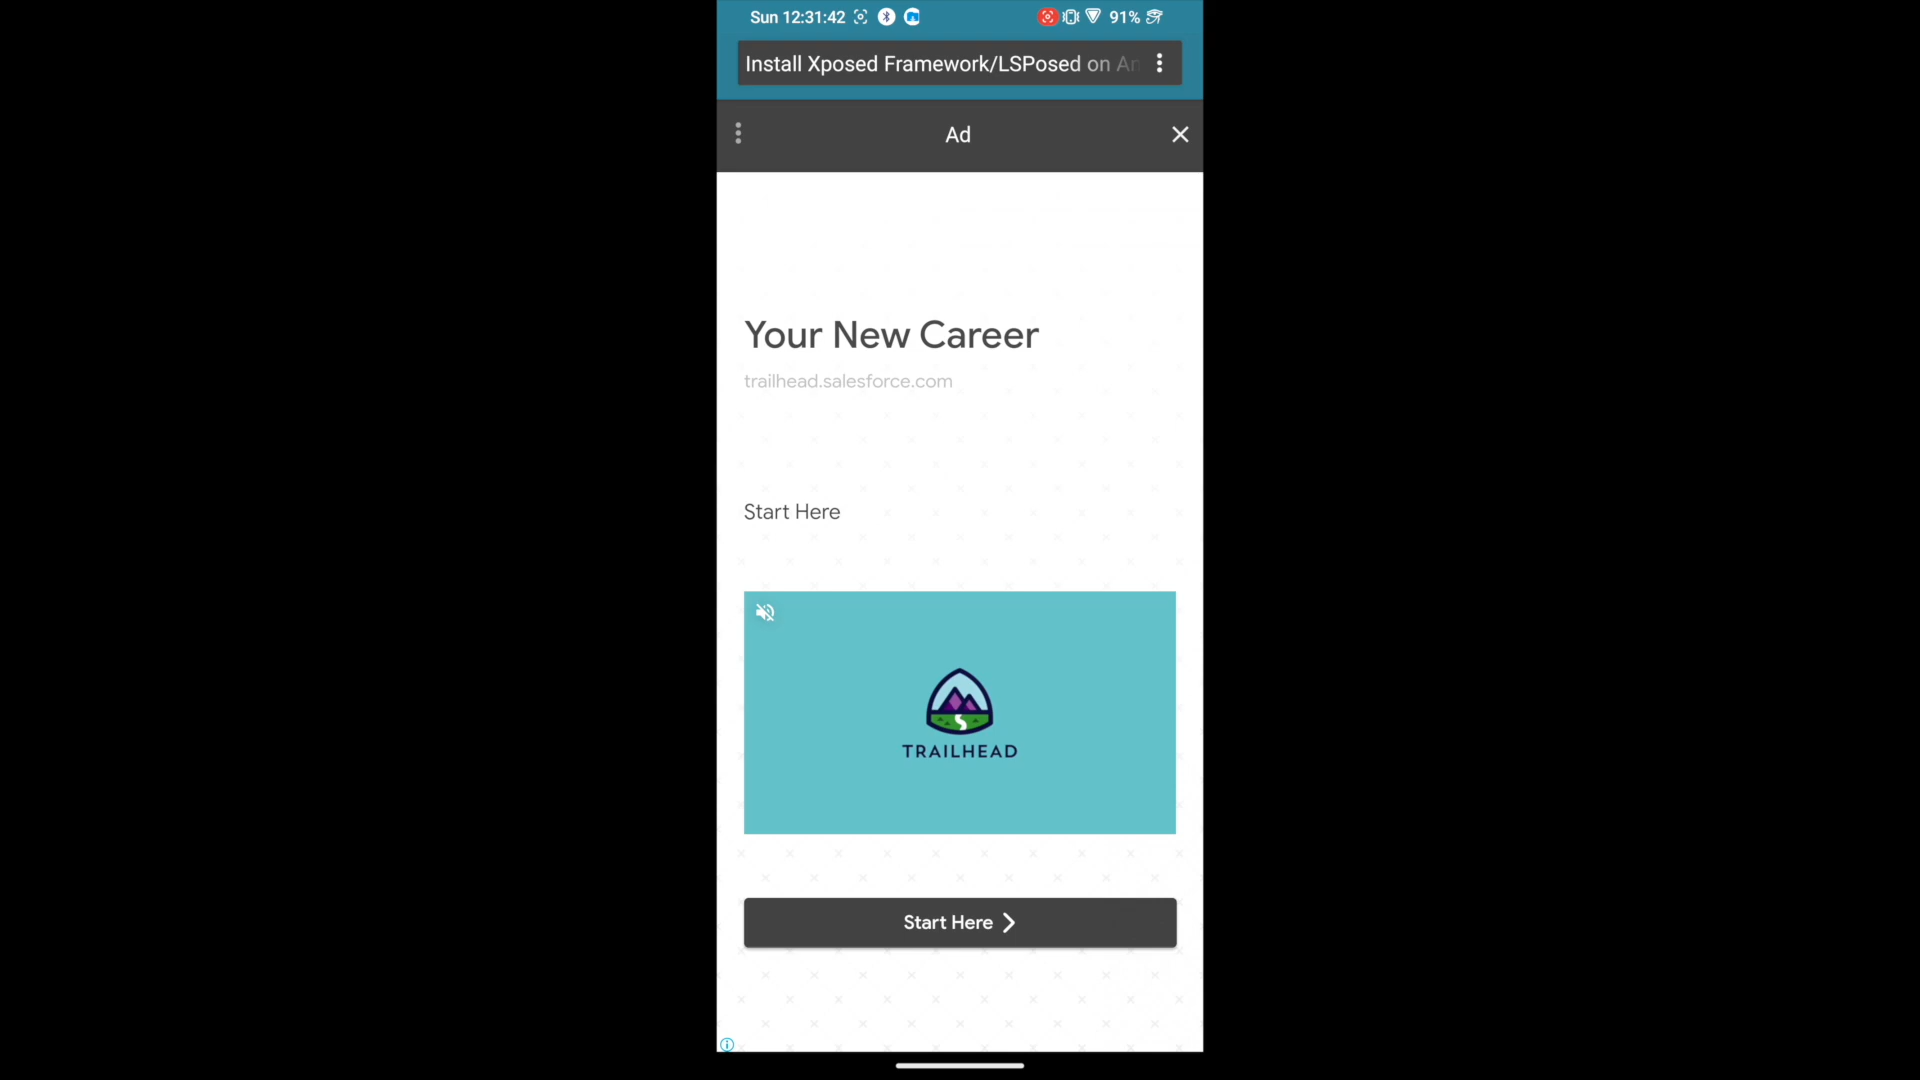 Sun 12:31:42 91%
Install Xposed Framework/LSPosed on An
Ad
Your New Career
trailhead.salesforce.com
Start Here
TRAILHEAD
Start Here